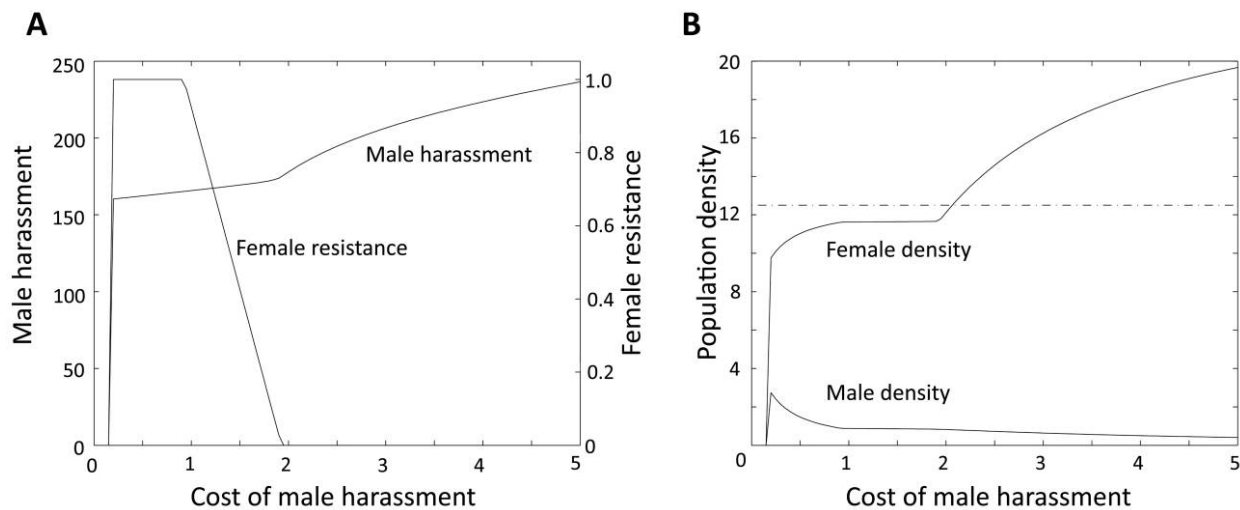 A
250
200
150
100
50
0
Male harassment
1.0
0.8
0.6
0.4
0.2
0
Female resistance
Male harassment
Female resistance
0
1
2
3
4
5
Cost of male harassment
B
20
16
12
8
4
Population density
Female density
Male density
0
1
2
3
4
5
Cost of male harassment